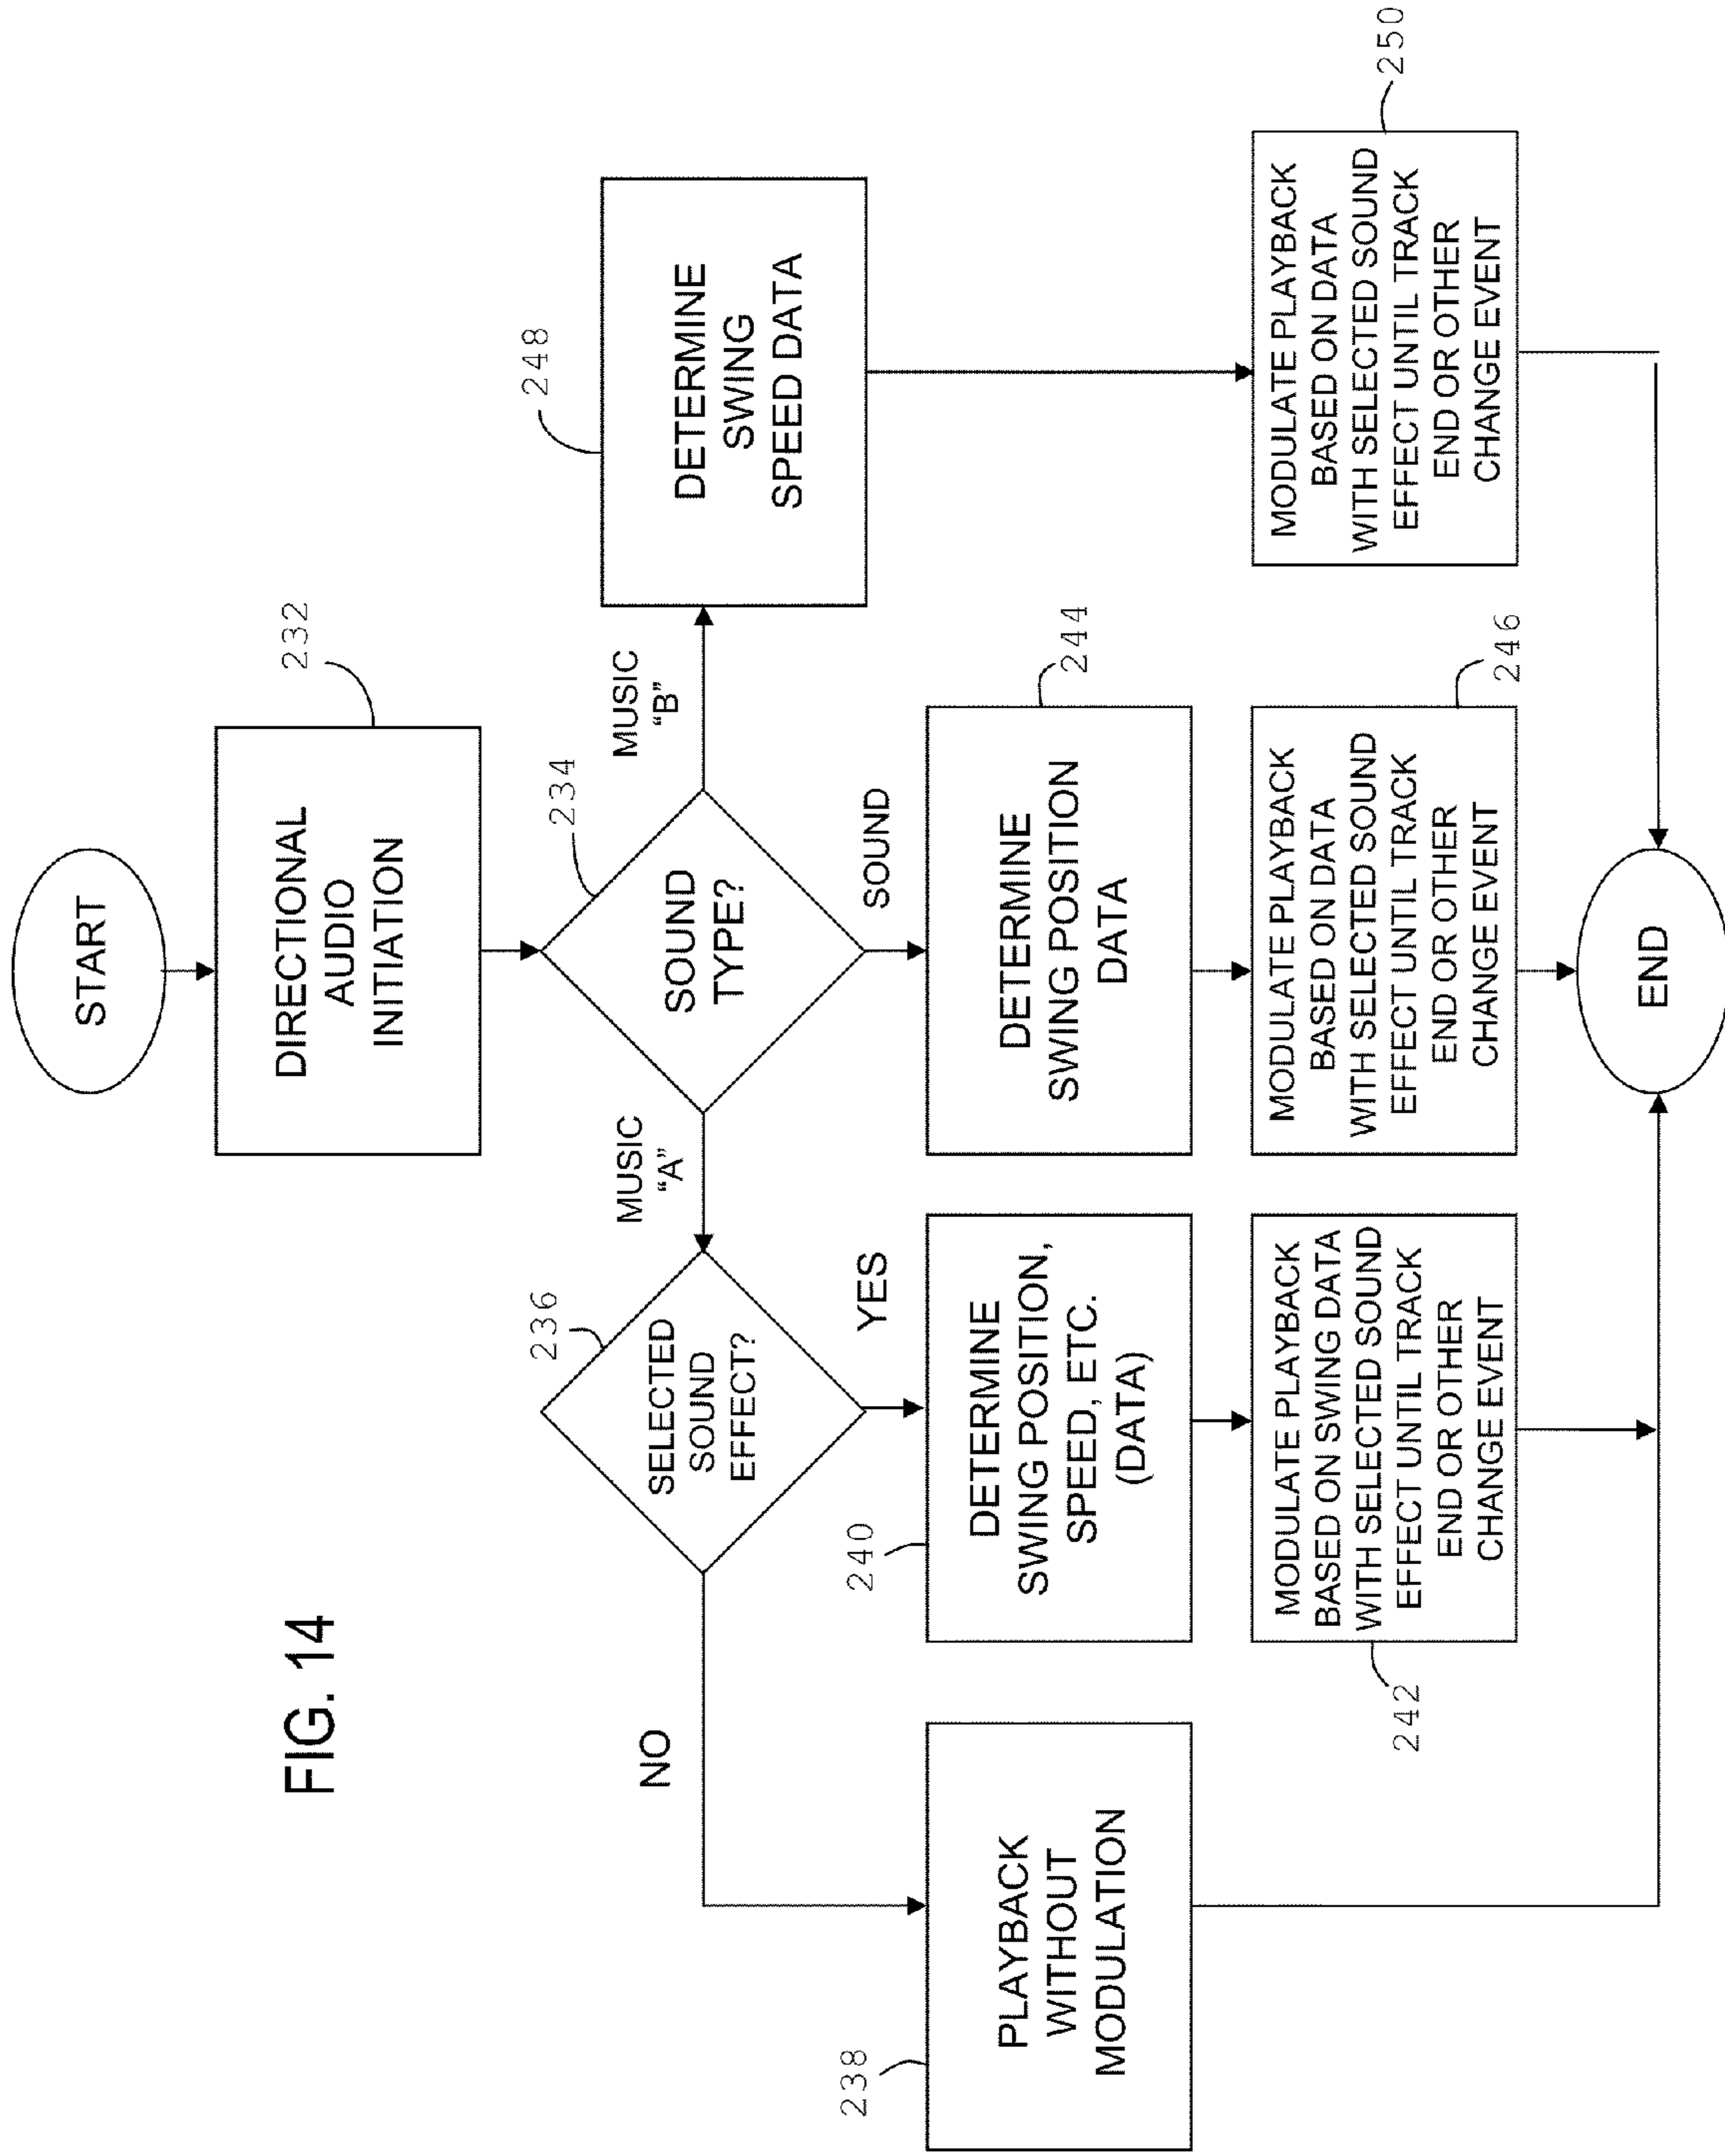 FIG. 14
START
DIRECTIONAL
AUDIO
INITIATION
232
SOUND
TYPE?
234
MUSIC
"A"
SOUND
MUSIC
"B"
SELECTED
SOUND
EFFECT?
236
NO
YES
PLAYBACK
WITHOUT
MODULATION
238
DETERMINE
SWING POSITION,
SPEED, ETC.
(DATA)
240
MODULATE PLAYBACK
BASED ON SWING DATA
WITH SELECTED SOUND
EFFECT UNTIL TRACK
END OR OTHER
CHANGE EVENT
242
DETERMINE
SWING POSITION
DATA
244
MODULATE PLAYBACK
BASED ON DATA
WITH SELECTED SOUND
EFFECT UNTIL TRACK
END OR OTHER
CHANGE EVENT
246
DETERMINE
SWING
SPEED DATA
248
MODULATE PLAYBACK
BASED ON DATA
WITH SELECTED SOUND
EFFECT UNTIL TRACK
END OR OTHER
CHANGE EVENT
250
END